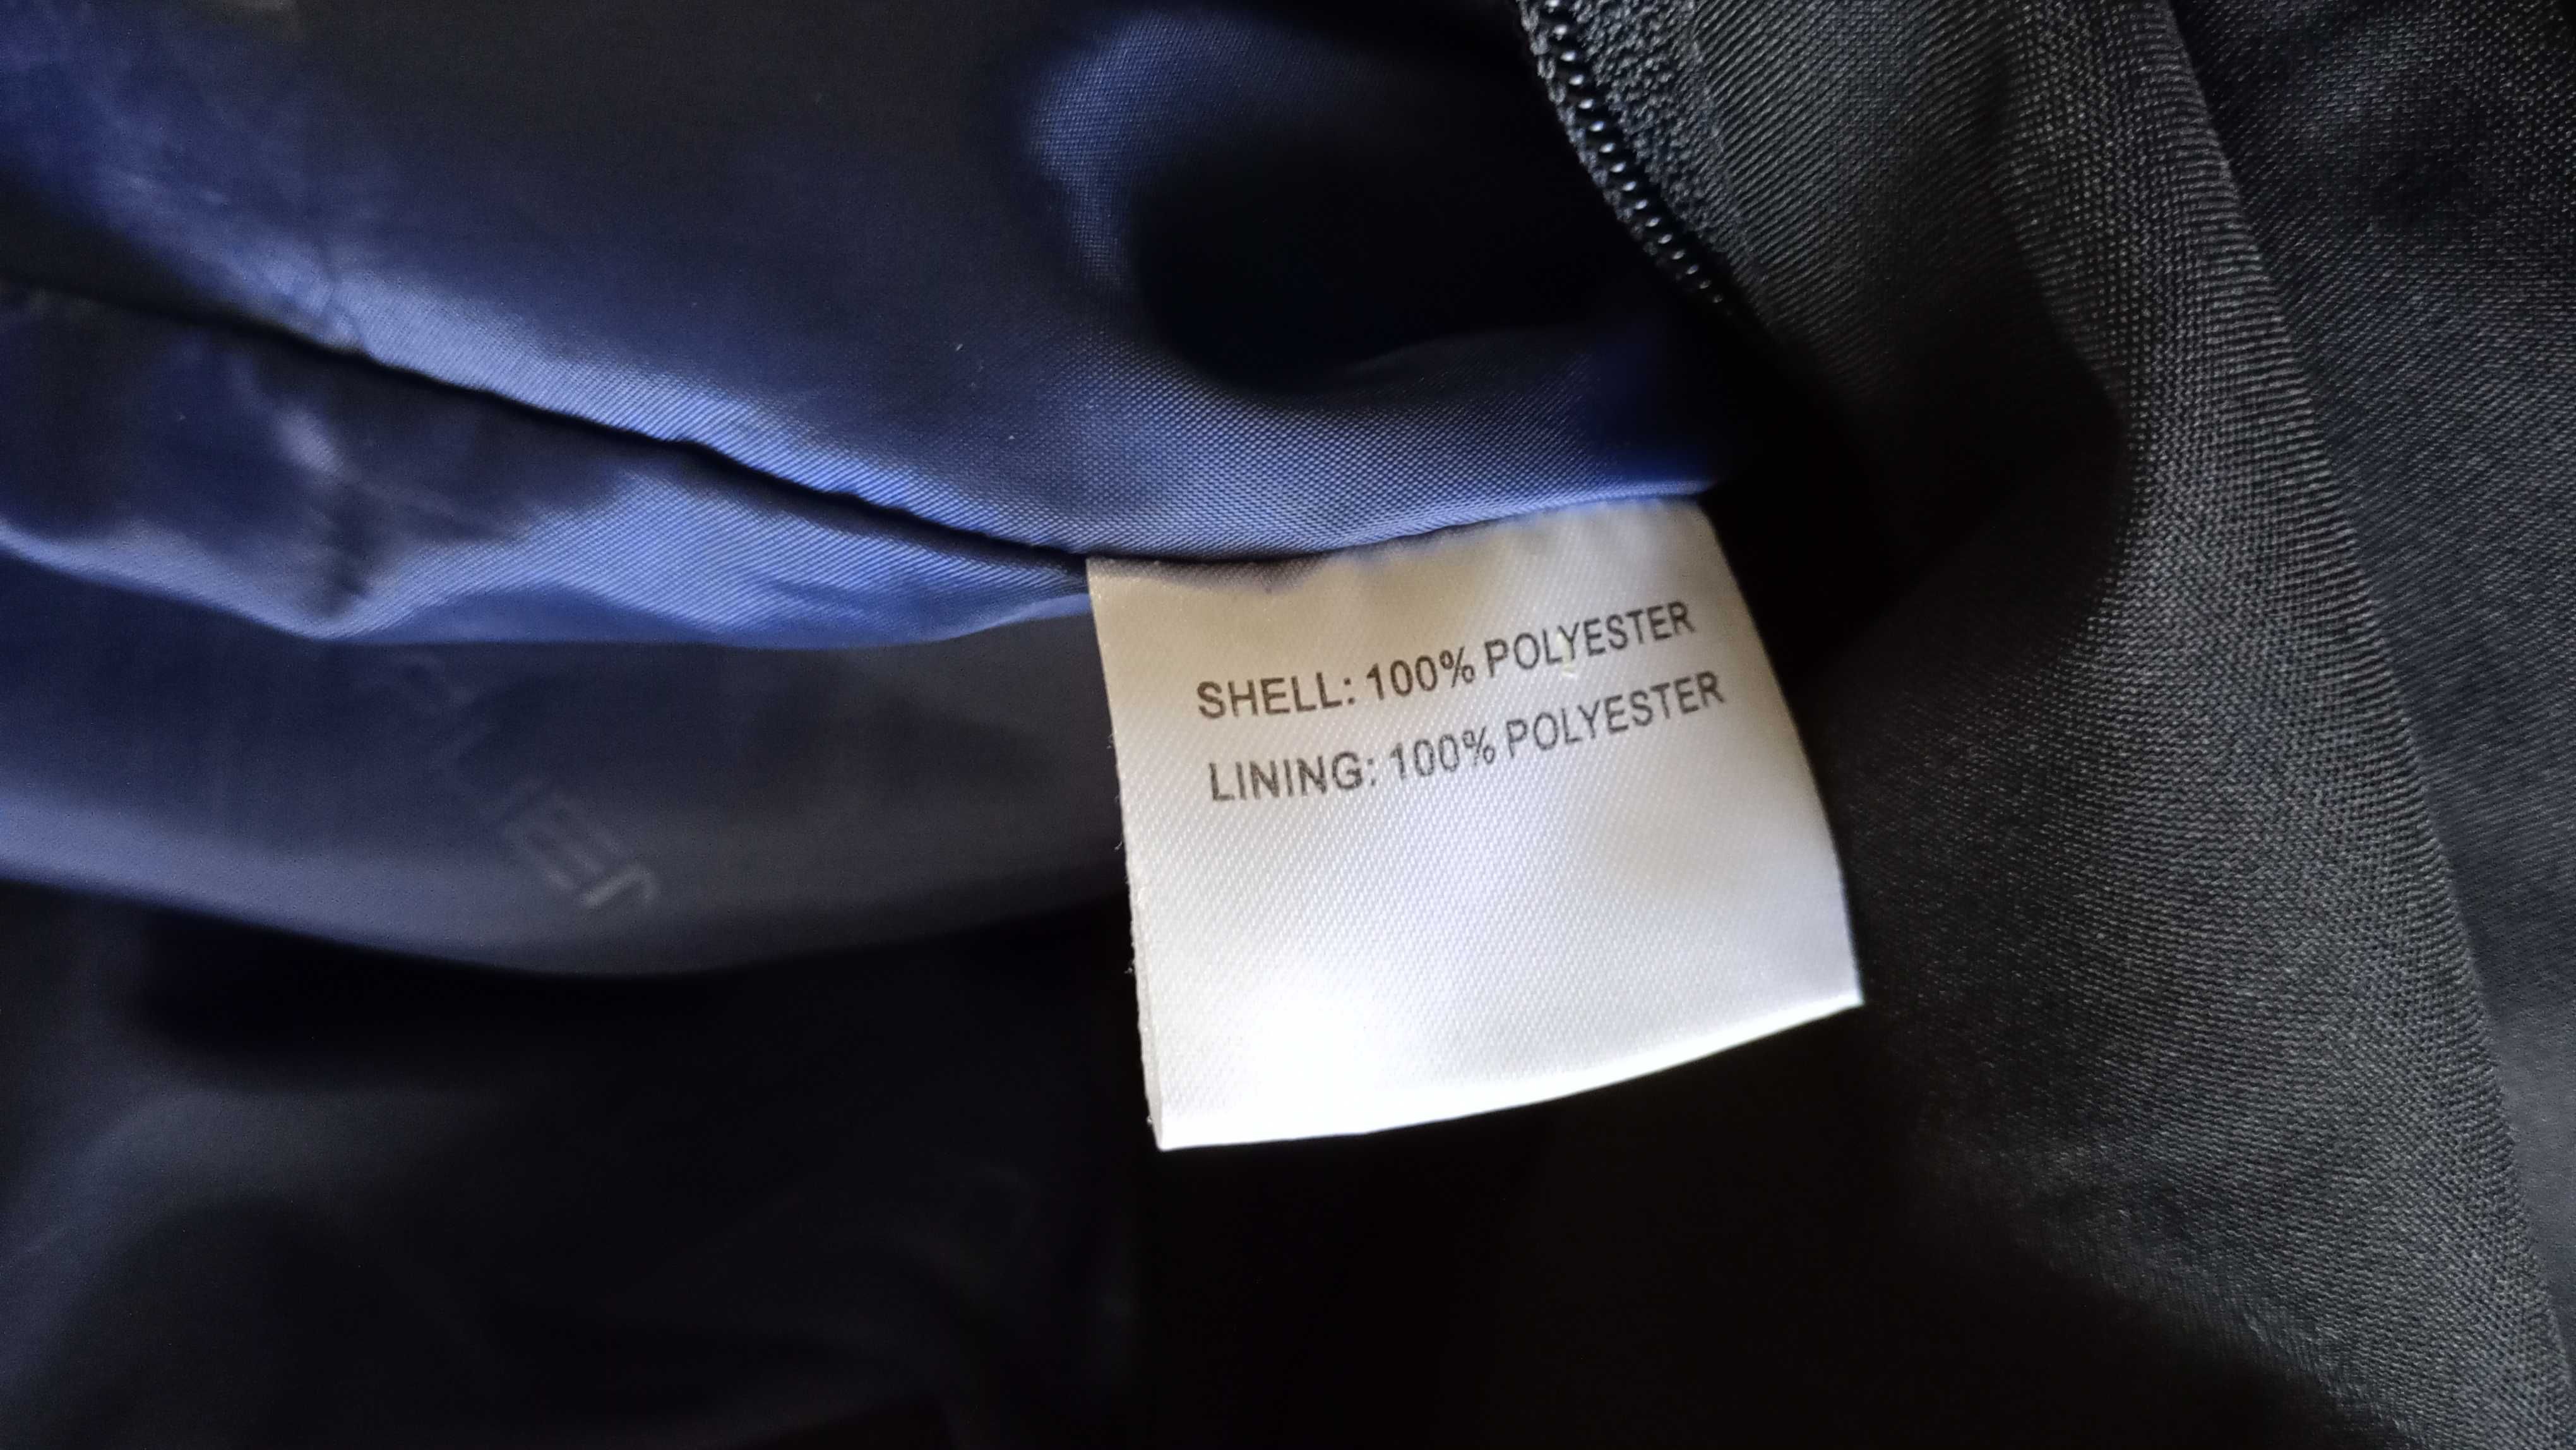 SHELL: 100% POLYESTER
LINING: 100% POLYESTER